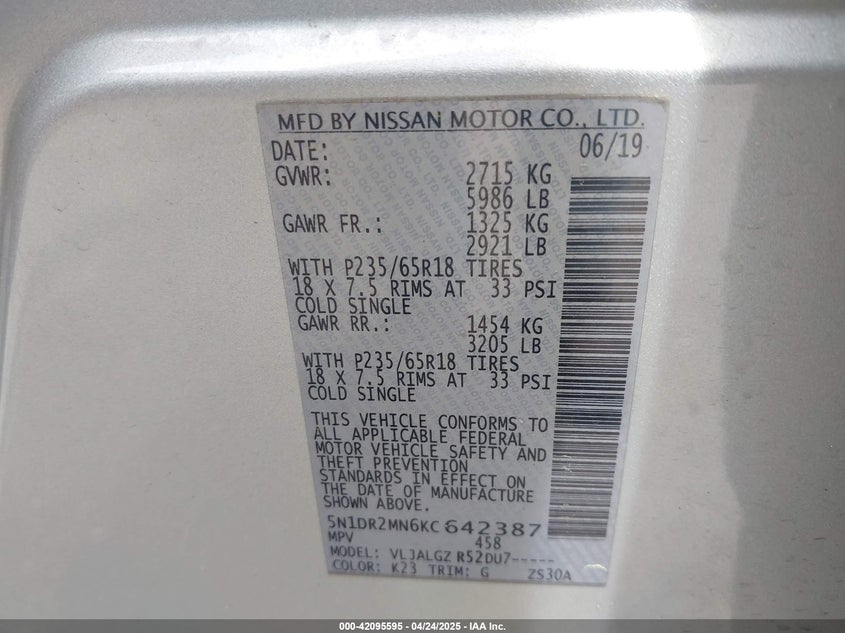 MFD BY NISSAN MOTOR CO., LTD.
DATE: 06/19
GVWR: 2715 KG
5986 LB
GAWR FR.: 1325 KG
2921 LB
WITH P235/65R18 TIRES
18 X 7.5 RIMS AT 33 PSI
COLD SINGLE
GAWR RR.: 1454 KG
3205 LB
WITH P235/65R18 TIRES
18 X 7.5 RIMS AT 33 PSI
COLD SINGLE
THIS VEHICLE CONFORMS TO
ALL APPLICABLE FEDERAL
MOTOR VEHICLE SAFETY AND
THEFT PREVENTION
STANDARDS IN EFFECT ON
THE DATE OF MANUFACTURE
SHOWN ABOVE.
5N1DR2MN6KC642387
MPV 458
MODEL: VLJALGZ R52DU7-----
COLOR: K23 TRIM: G ZS30A
000-42095595 - 04/24/2025 - IAA Inc.